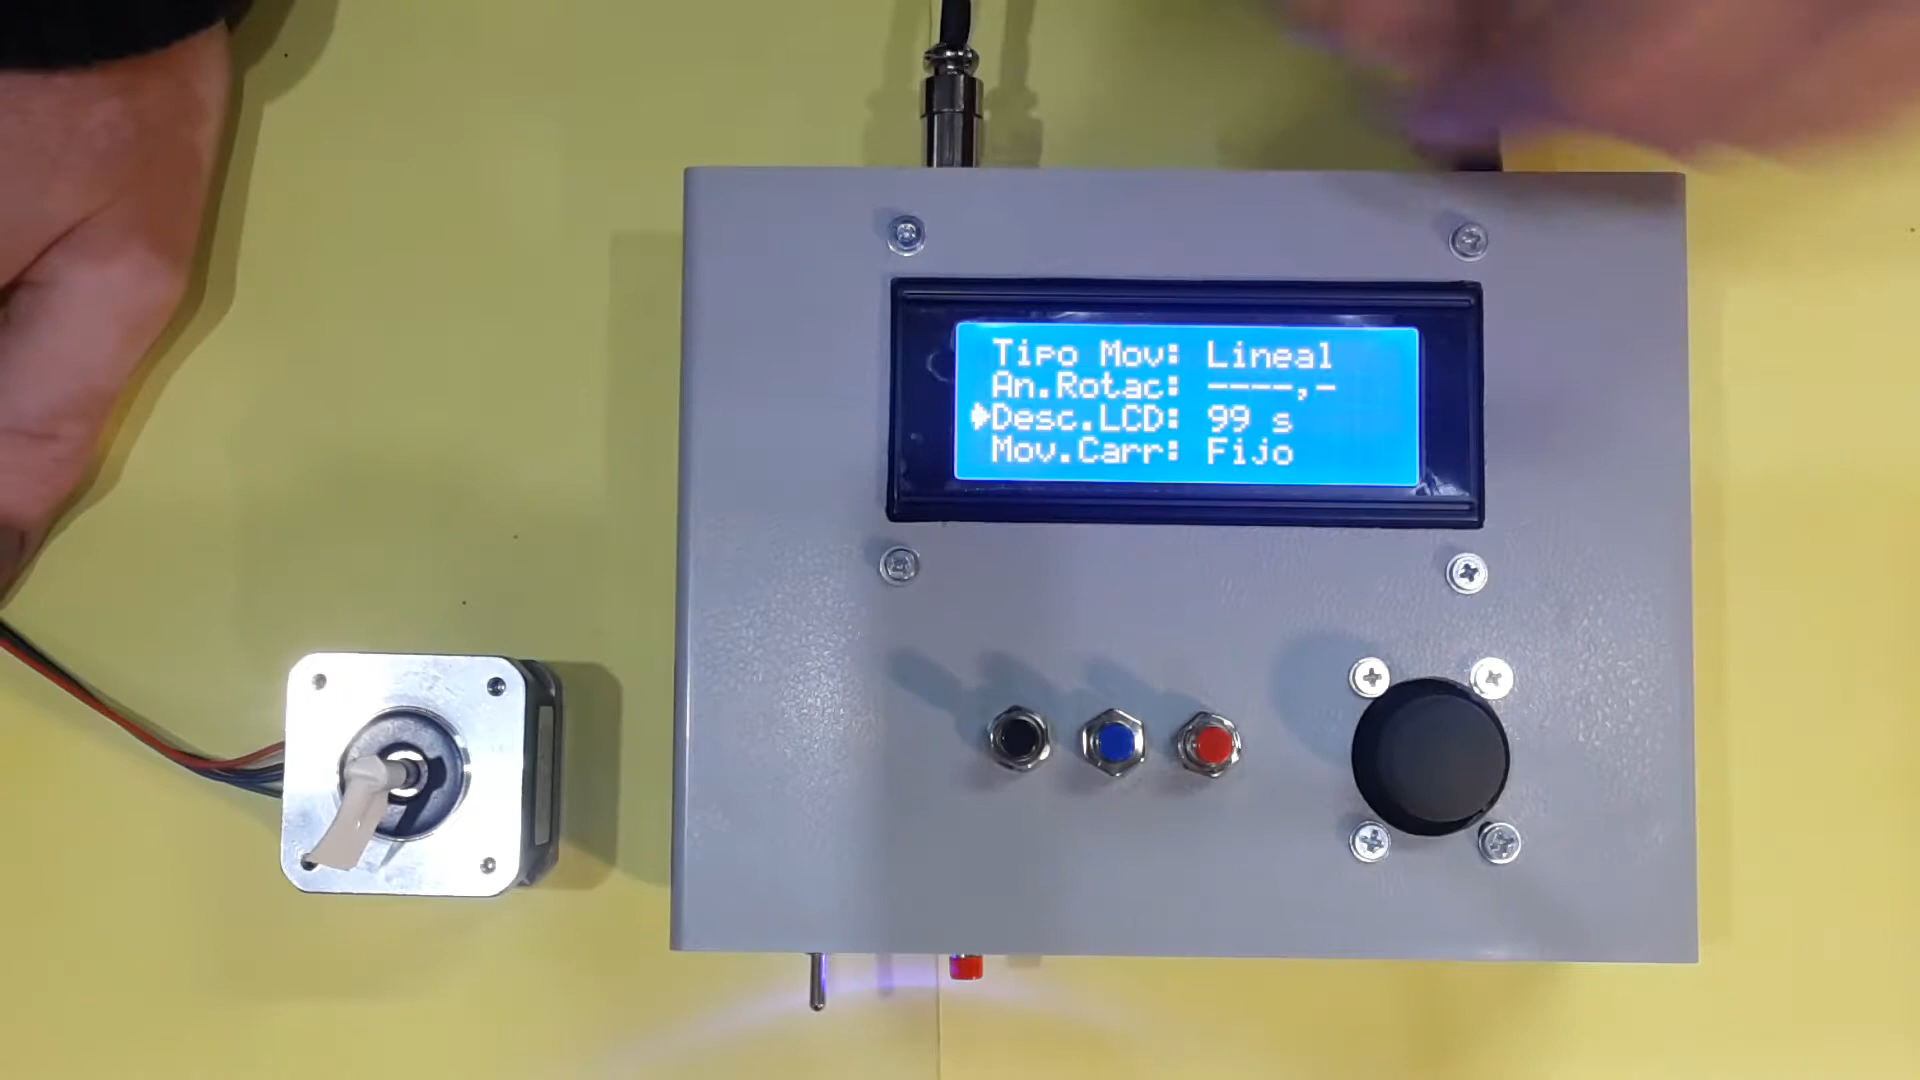 Tipo Mov: Lineal
An.Rotac: ----,-
Desc.LCD: 99 s
Mov.Carr: Fijo